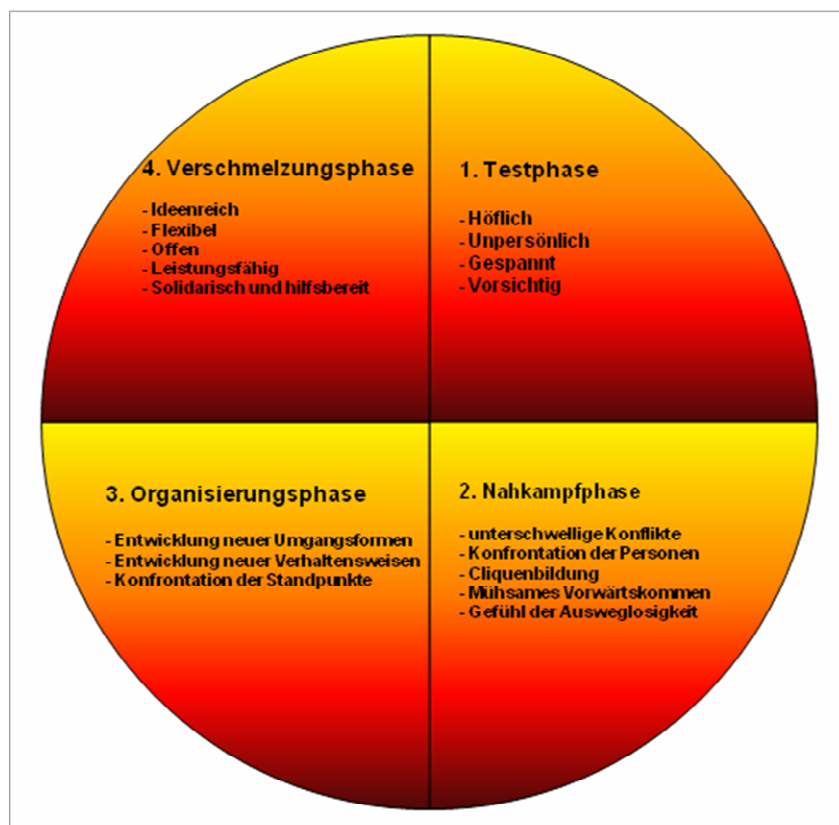 1. Testphase
- Höflich
- Unpersönlich
- Gespannt
- Vorsichtig
2. Nahkampfphase
- unterschwellige Konflikte
- Konfrontation der Personen
- Cliquenbildung
- Mühsames Vorwärtskommen
- Gefühl der Ausweglosigkeit
3. Organisierungsphase
- Entwicklung neuer Umgangsformen
- Entwicklung neuer Verhaltensweisen
- Konfrontation der Standpunkte
4. Verschmelzungsphase
- Ideenreich
- Flexibel
- Offen
- Leistungsfähig
- Solidarisch und hilfsbereit